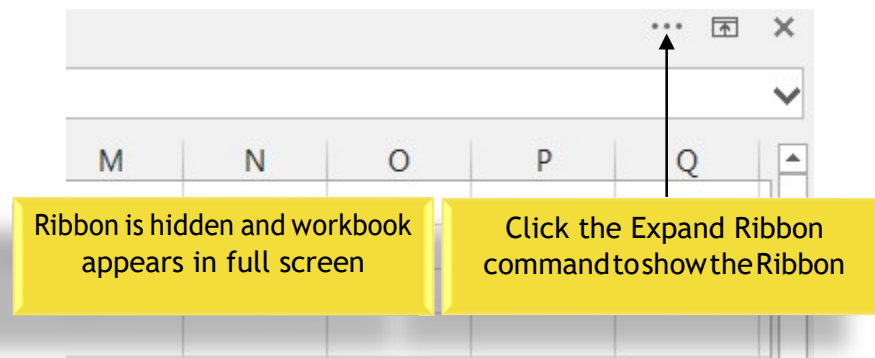 M N O P Q
Ribbon is hidden and workbook
appears in full screen
Click the Expand Ribbon
command to show the Ribbon